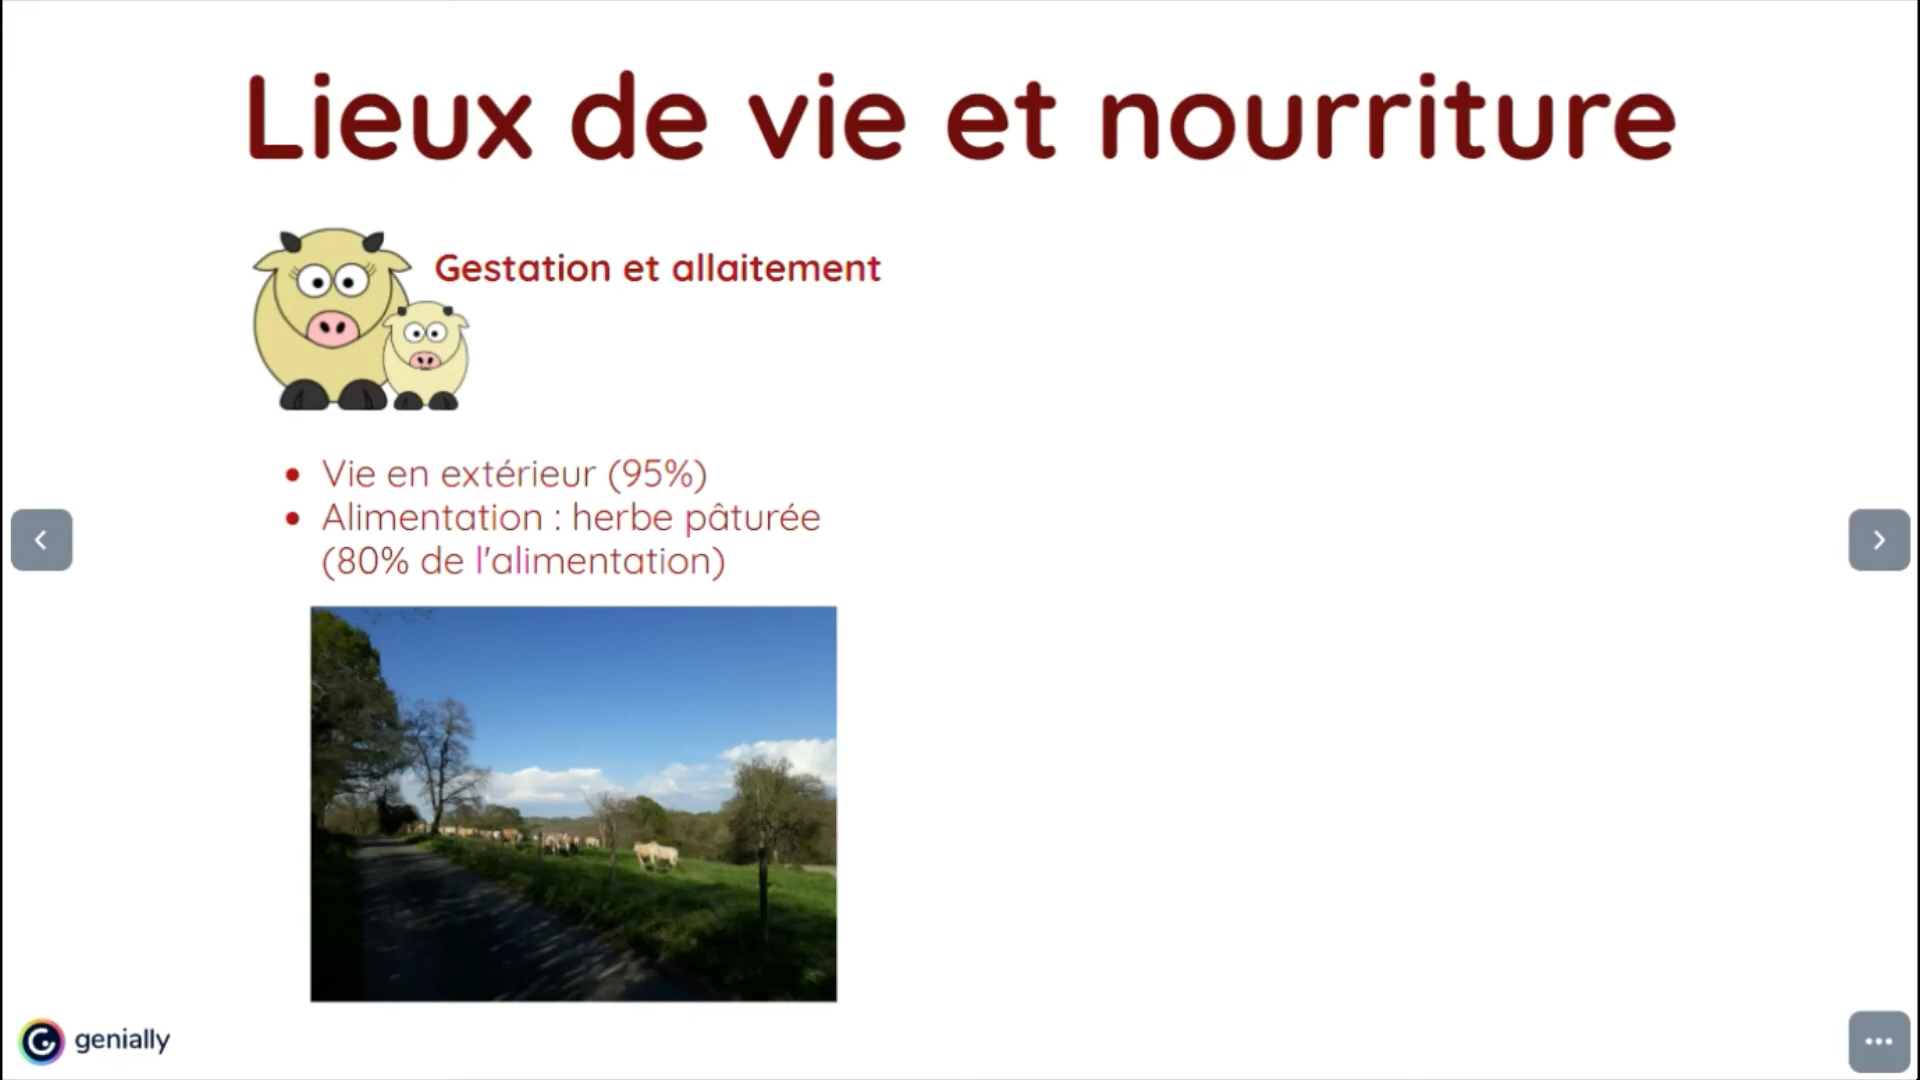 Lieux de vie et nourriture
Gestation et allaitement
• Vie en extérieur (95%)
• Alimentation : herbe pâturée
(80% de l'alimentation)
genially